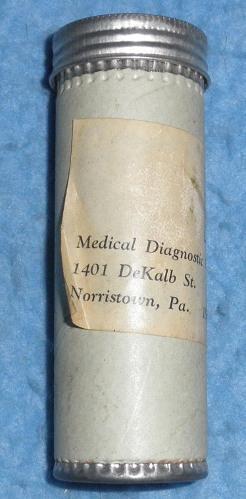 Medical Diagnostic
1401 DeKalb St.
Norristown, Pa.